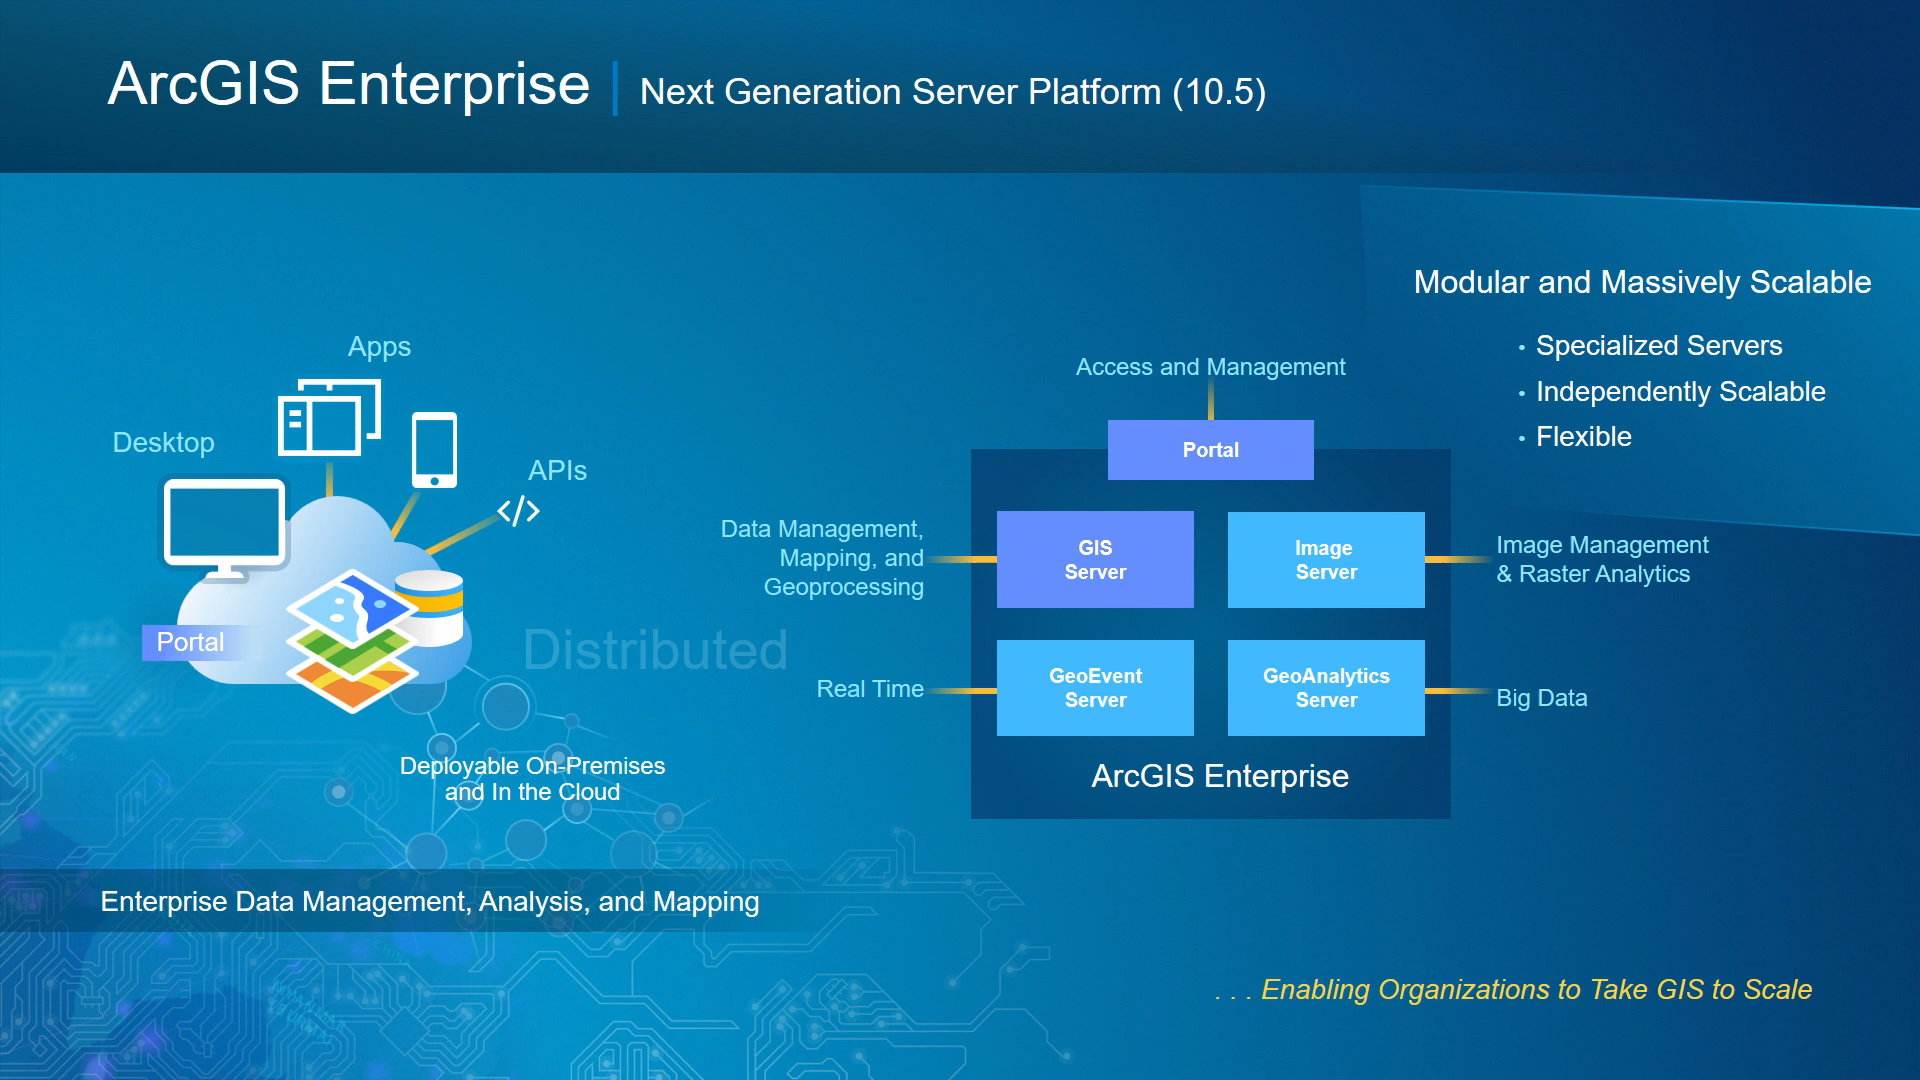 ArcGIS Enterprise
Next Generation Server Platform (10.5)
Modular and Massively Scalable
• Specialized Servers
• Independently Scalable
• Flexible
Apps
Desktop
APIs
</>
Portal
Distributed
Deployable On-Premises
and In the Cloud
Enterprise Data Management, Analysis, and Mapping
Access and Management
Portal
Data Management,
Mapping, and
Geoprocessing
GIS
Server
Image
Server
Image Management
& Raster Analytics
Real Time
GeoEvent
Server
GeoAnalytics
Server
Big Data
ArcGIS Enterprise
. . . Enabling Organizations to Take GIS to Scale